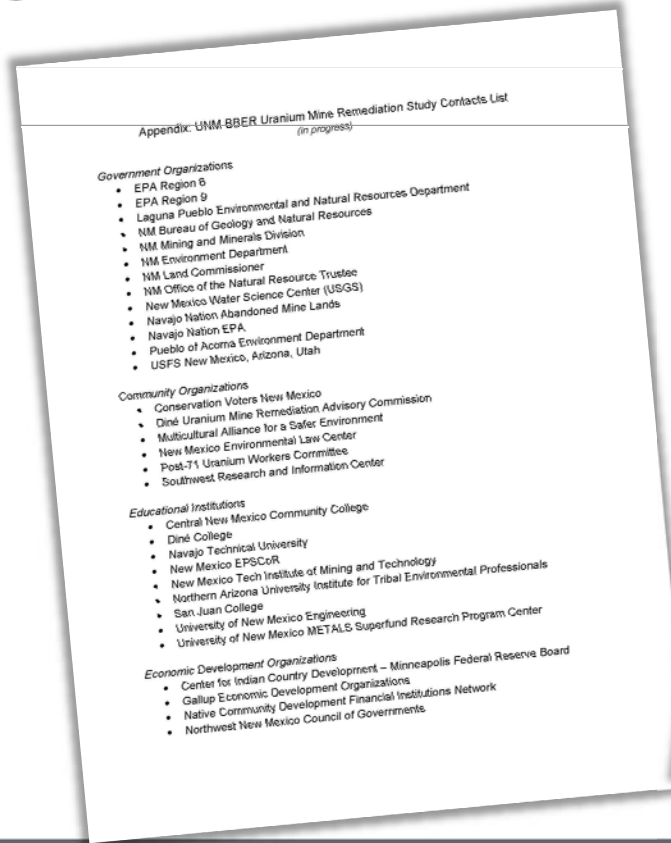 Appendix: UNM BBER Uranium Mine Remediation Study Contacts List
(in progress)
Government Organizations
• EPA Region 6
• EPA Region 9
• Laguna Pueblo Environmental and Natural Resources Department
• NM Bureau of Geology and Natural Resources
• NM Mining and Minerals Division
• NM Environment Department
• NM Land Commissioner
• NM Office of the Natural Resource Trustee
• New Mexico Water Science Center (USGS)
• Navajo Nation Abandoned Mine Lands
• Navajo Nation EPA
• Pueblo of Acoma Environment Department
• USFS New Mexico, Arizona, Utah
Community Organizations
• Conservation Voters New Mexico
• Diné Uranium Mine Remediation Advisory Commission
• Multicultural Alliance for a Safer Environment
• New Mexico Environmental Law Center
• Post-71 Uranium Workers Committee
• Southwest Research and Information Center
Educational Institutions
• Central New Mexico Community College
• Diné College
• Navajo Technical University
• New Mexico EPSCoR
• New Mexico Tech Institute of Mining and Technology
• Northern Arizona University Institute for Tribal Environmental Professionals
• San Juan College
• University of New Mexico Engineering
• University of New Mexico METALS Superfund Research Program Center
Economic Development Organizations
• Center for Indian Country Development – Minneapolis Federal Reserve Board
• Gallup Economic Development Organizations
• Native Community Development Financial Institutions Network
• Northwest New Mexico Council of Governments